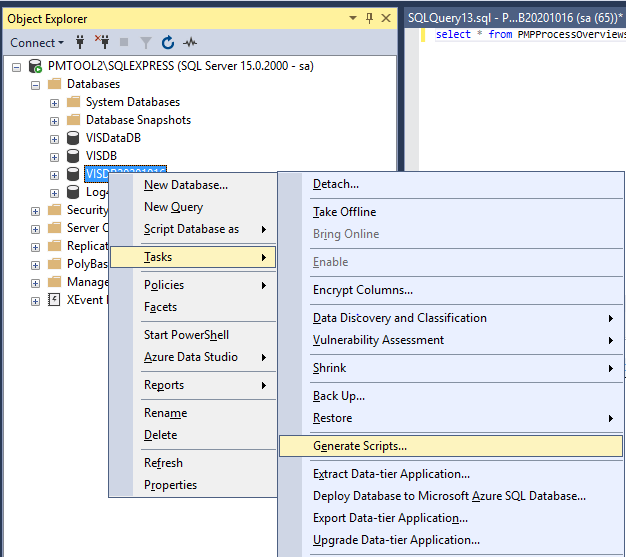 Object Explorer
SQLQuery13.sql - P...B20201016 (sa (65))*
Connect
select * from PMPProcessOverviews
PMTOOL2\SQLEXPRESS (SQL Server 15.0.2000 - sa)
Databases
System Databases
Database Snapshots
VISDataDB
VISDB
VISDB20201016
Log4
Security
Server O
Replicat
PolyBas
Manage
XEvent
New Database...
New Query
Script Database as
Tasks
Policies
Facets
Start PowerShell
Azure Data Studio
Reports
Rename
Delete
Refresh
Properties
Detach...
Take Offline
Bring Online
Enable
Encrypt Columns...
Data Discovery and Classification
Vulnerability Assessment
Shrink
Back Up...
Restore
Generate Scripts...
Extract Data-tier Application...
Deploy Database to Microsoft Azure SQL Database...
Export Data-tier Application...
Upgrade Data-tier Application...